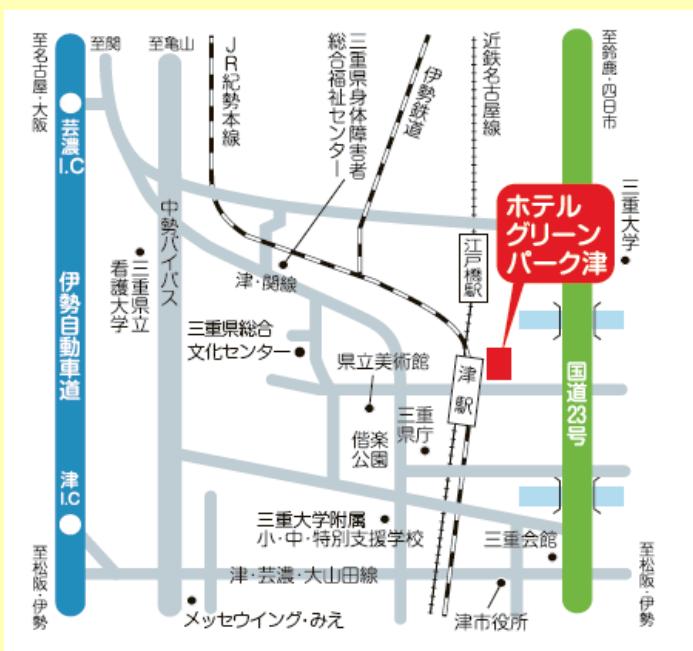 至名古屋・大阪
至関
至亀山
JR紀勢本線
三重県身体障害者
総合福祉センター
伊勢鉄道
近鉄名古屋線
至鈴鹿・四日市
芸濃
I.C
中勢バイパス
三重県立
看護大学
津・関線
江戸橋駅
ホテル
グリーン
パーク津
三重大学
伊勢自動車道
三重県総合
文化センター
県立美術館
津駅
国道23号
三重
県庁
偕楽
公園
津
I.C
三重大学附属
小・中・特別支援学校
三重会館
至松阪・伊勢
津・芸濃・大山田線
至松阪・伊勢
メッセウイング・みえ
津市役所